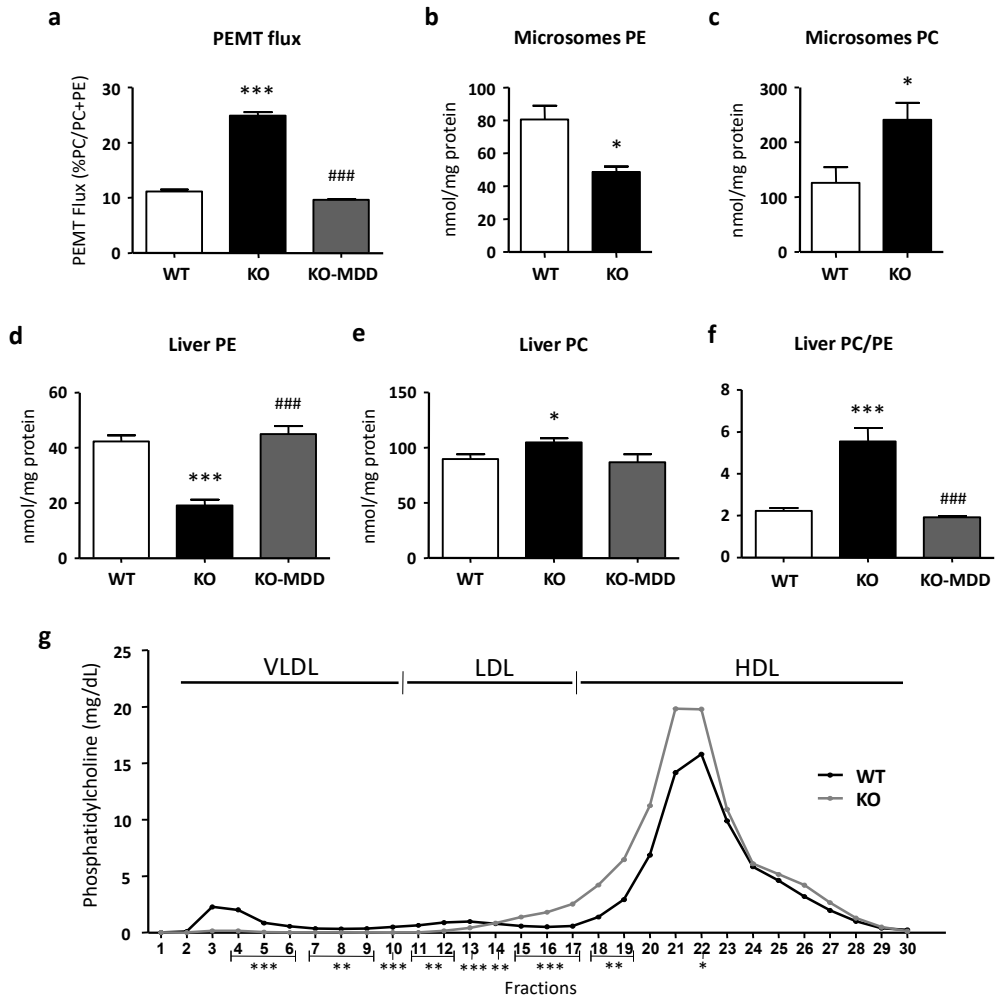 a
PEMT flux
PEMT Flux (%PC/PC+PE)
30
20
10
0
***
###
WT KO KO-MDD
b
Microsomes PE
nmol/mg protein
100
80
60
40
20
0
*
WT KO
c
Microsomes PC
nmol/mg protein
300
200
100
0
*
WT KO
d
Liver PE
nmol/mg protein
60
40
20
0
***
###
WT KO KO-MDD
e
Liver PC
nmol/mg protein
150
100
50
0
*
WT KO KO-MDD
f
Liver PC/PE
8
6
4
2
0
***
###
WT KO KO-MDD
g
VLDL LDL HDL
Phosphatidylcholine (mg/dL)
25
20
15
10
5
0
WT
KO
1 2 3 4 5 6 7 8 9 10 11 12 13 14 15 16 17 18 19 20 21 22 23 24 25 26 27 28 29 30
*** ** *** ** *** ** *** ** *
Fractions